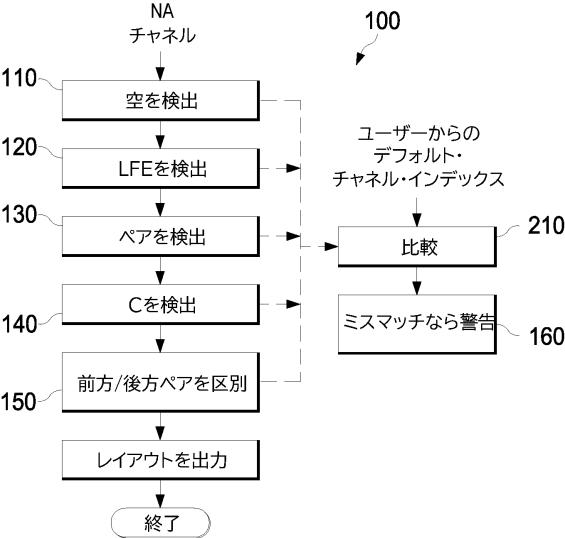 NA
チャネル
100
110
空を検出
120
LFEを検出
130
ペアを検出
140
Cを検出
150
前方/後方ペアを区別
レイアウトを出力
終了
ユーザーからの
デフォルト・
チャネル・インデックス
210
比較
ミスマッチなら警告
160